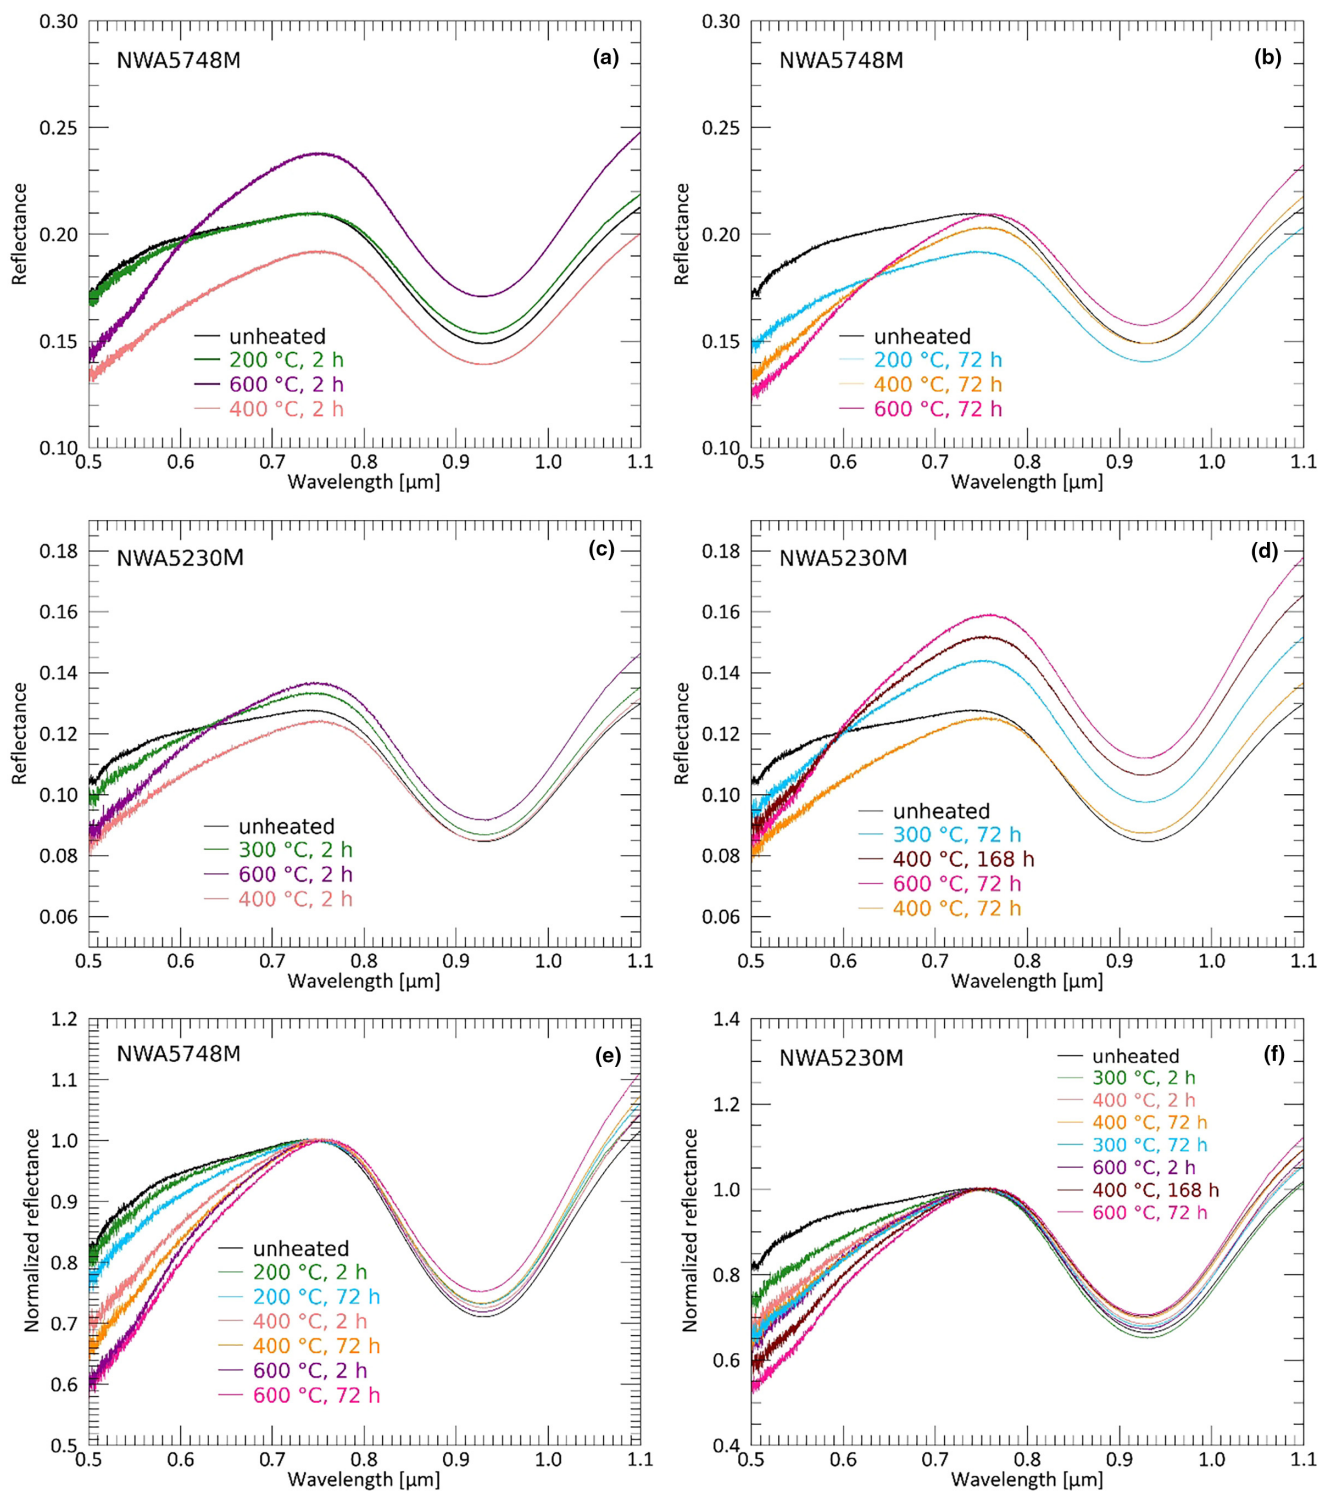 NWA5748M
(a)
0.30
0.25
0.20
0.15
0.10
Reflectance
unheated
200 °C, 2 h
600 °C, 2 h
400 °C, 2 h
0.5 0.6 0.7 0.8 0.9 1.0 1.1
Wavelength [µm]
NWA5748M
(b)
0.30
0.25
0.20
0.15
0.10
Reflectance
unheated
200 °C, 72 h
400 °C, 72 h
600 °C, 72 h
0.5 0.6 0.7 0.8 0.9 1.0 1.1
Wavelength [µm]
NWA5230M
(c)
0.18
0.16
0.14
0.12
0.10
0.08
0.06
Reflectance
unheated
300 °C, 2 h
600 °C, 2 h
400 °C, 2 h
0.5 0.6 0.7 0.8 0.9 1.0 1.1
Wavelength [µm]
NWA5230M
(d)
0.18
0.16
0.14
0.12
0.10
0.08
0.06
Reflectance
unheated
300 °C, 72 h
400 °C, 168 h
600 °C, 72 h
400 °C, 72 h
0.5 0.6 0.7 0.8 0.9 1.0 1.1
Wavelength [µm]
NWA5748M
(e)
1.2
1.1
1.0
0.9
0.8
0.7
0.6
0.5
Normalized reflectance
unheated
200 °C, 2 h
200 °C, 72 h
400 °C, 2 h
400 °C, 72 h
600 °C, 2 h
600 °C, 72 h
0.5 0.6 0.7 0.8 0.9 1.0 1.1
Wavelength [µm]
NWA5230M
(f)
1.4
1.2
1.0
0.8
0.6
0.4
Normalized reflectance
unheated
300 °C, 2 h
400 °C, 2 h
400 °C, 72 h
300 °C, 72 h
600 °C, 2 h
400 °C, 168 h
600 °C, 72 h
0.5 0.6 0.7 0.8 0.9 1.0 1.1
Wavelength [µm]